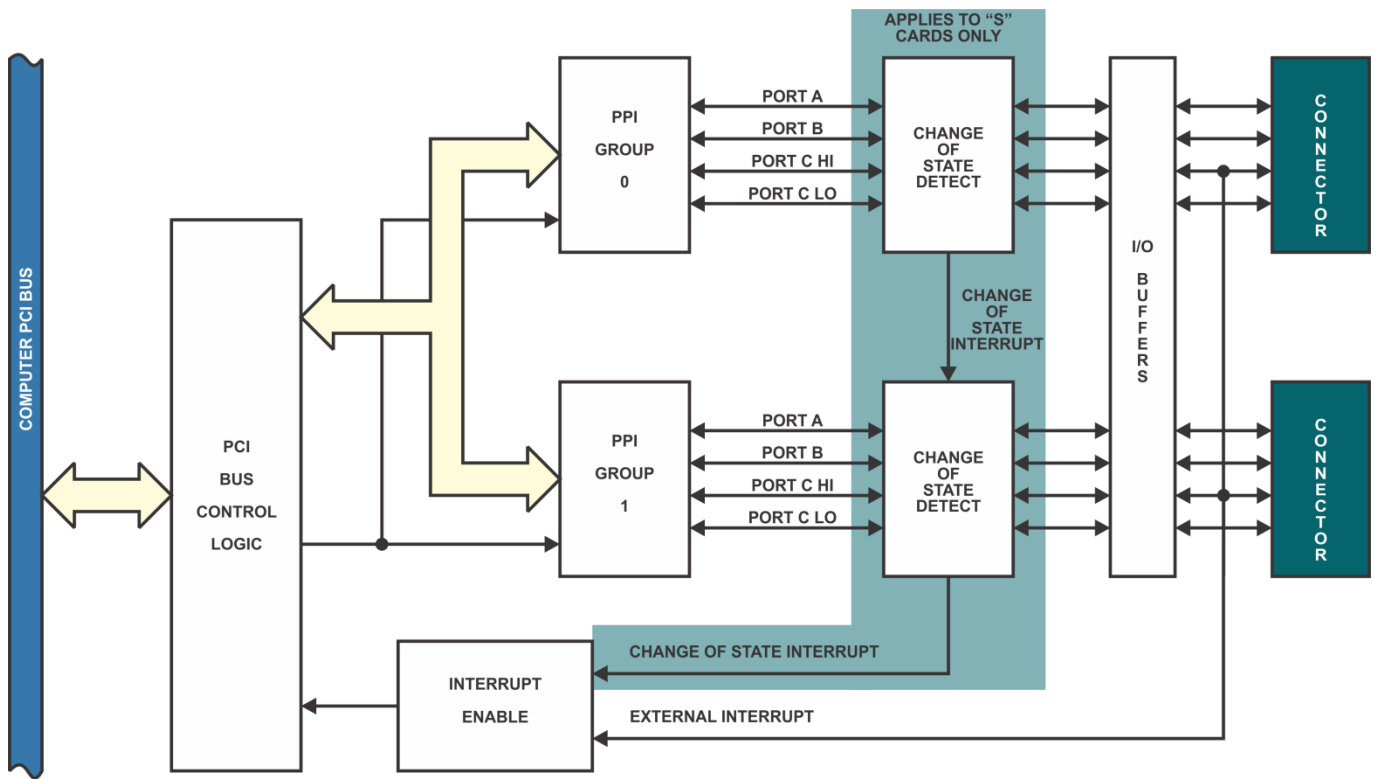 APPLIES TO “S”
CARDS ONLY
COMPUTER PCI BUS
PCI
BUS
CONTROL
LOGIC
PPI
GROUP
0
PORT A
PORT B
PORT C HI
PORT C LO
CHANGE
OF
STATE
DETECT
I/O
BUFFERS
CONNECTOR
CHANGE
OF
STATE
INTERRUPT
PPI
GROUP
1
PORT A
PORT B
PORT C HI
PORT C LO
CHANGE
OF
STATE
DETECT
CONNECTOR
INTERRUPT
ENABLE
CHANGE OF STATE INTERRUPT
EXTERNAL INTERRUPT